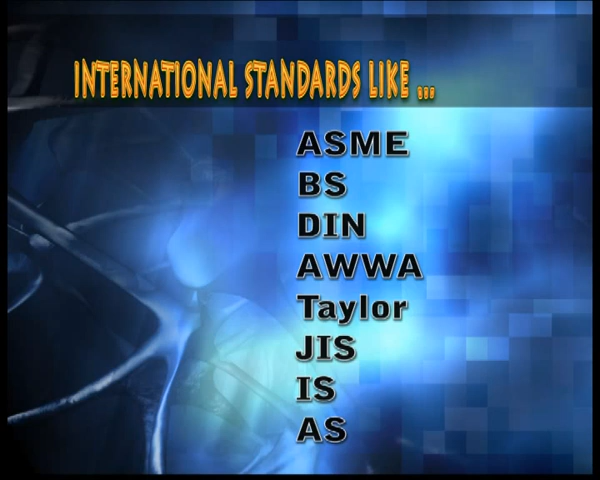 INTERNATIONAL STANDARDS LIKE ...
ASME
BS
DIN
AWWA
Taylor
JIS
IS
AS